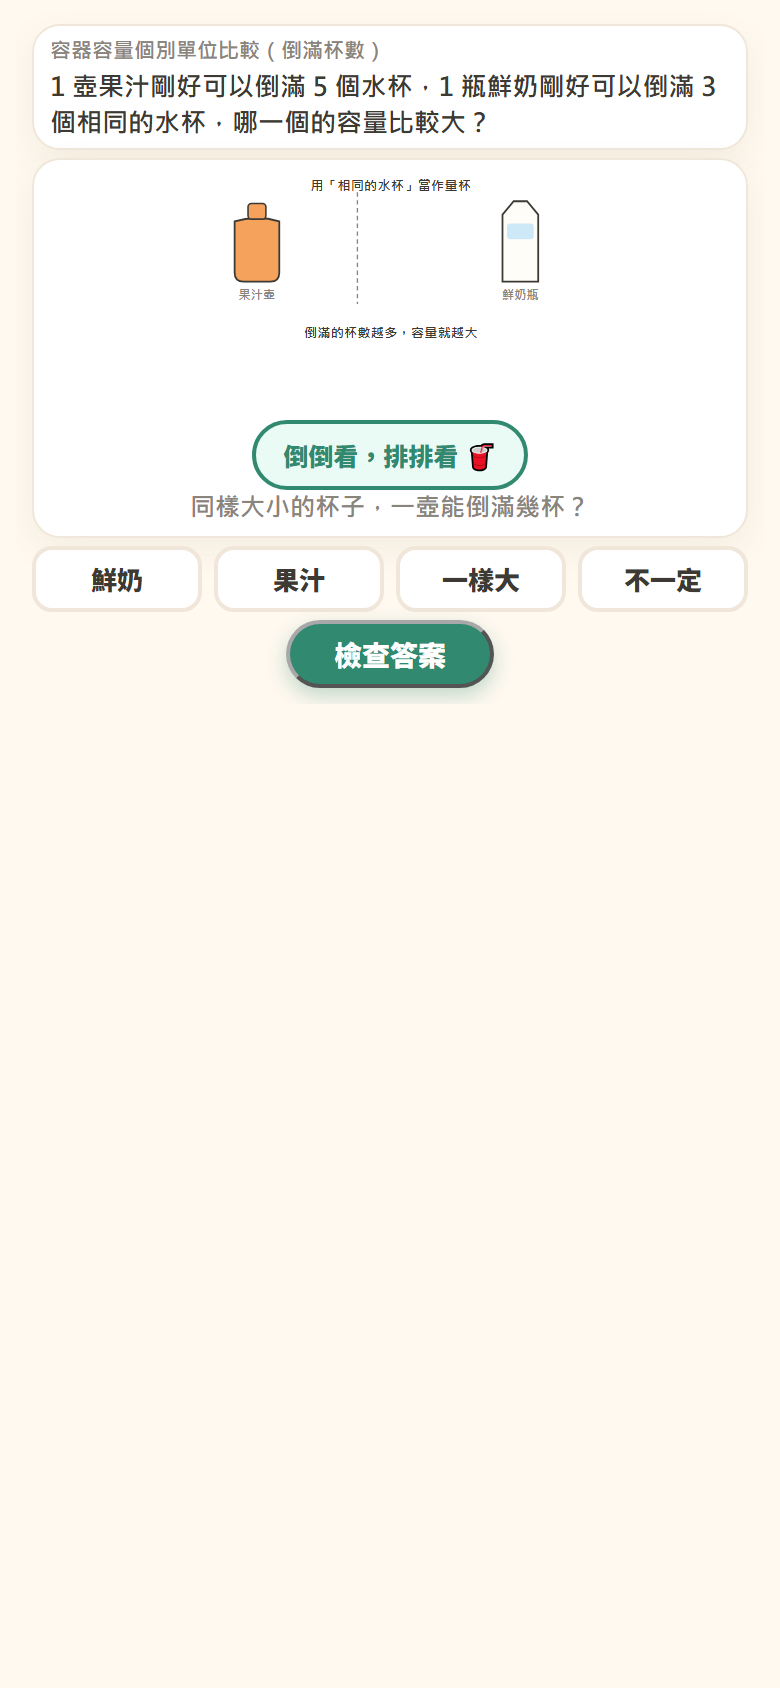 容器容量個別單位比較（倒滿杯數）
1 壺果汁剛好可以倒滿 5 個水杯，1 瓶鮮奶剛好可以倒滿 3
個相同的水杯，哪一個的容量比較大？
用「相同的水杯」當作量杯
果汁壺
鮮奶瓶
倒滿的杯數越多，容量就越大
倒倒看，排排看
同樣大小的杯子，一壺能倒滿幾杯？
鮮奶
果汁
一樣大
不一定
檢查答案